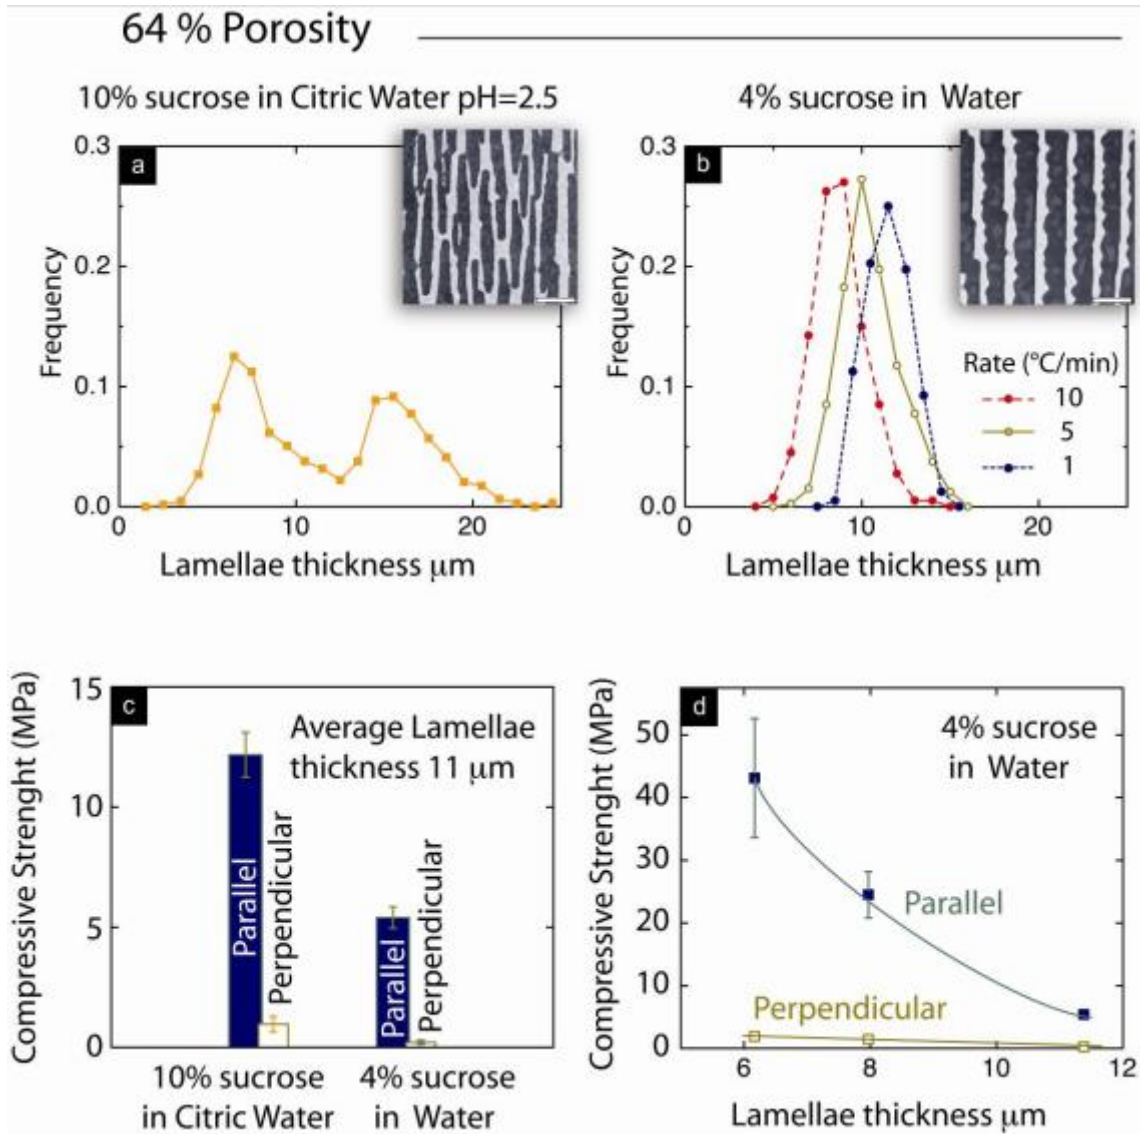 64 % Porosity
10% sucrose in Citric Water pH=2.5
4% sucrose in Water
a
0.3
0.2
0.1
0.0
Frequency
0
10
20
Lamellae thickness μm
b
0.3
0.2
0.1
0.0
Frequency
Rate (°C/min)
10
5
1
0
10
20
Lamellae thickness μm
c
15
10
5
0
Compressive Strenght (MPa)
Average Lamellae
thickness 11 μm
Parallel
Perpendicular
Parallel
Perpendicular
10% sucrose
in Citric Water
4% sucrose
in Water
d
50
40
30
20
10
0
Compressive Strenght (MPa)
4% sucrose
in Water
Parallel
Perpendicular
6
8
10
12
Lamellae thickness μm